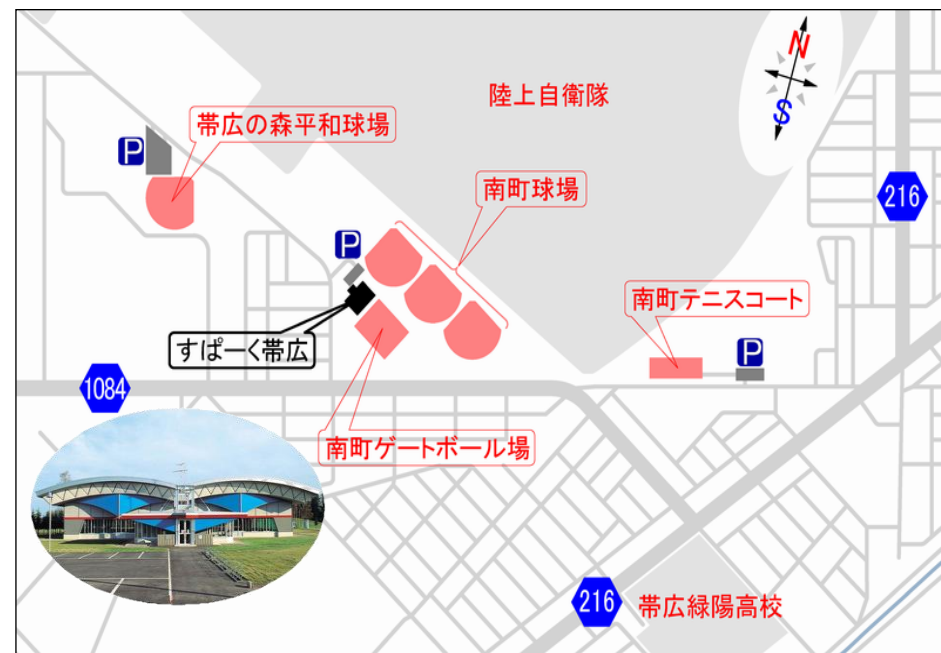 N
S
陸上自衛隊
帯広の森平和球場
P
南町球場
216
P
南町テニスコート
P
すぱーく帯広
1084
南町ゲートボール場
216
帯広緑陽高校